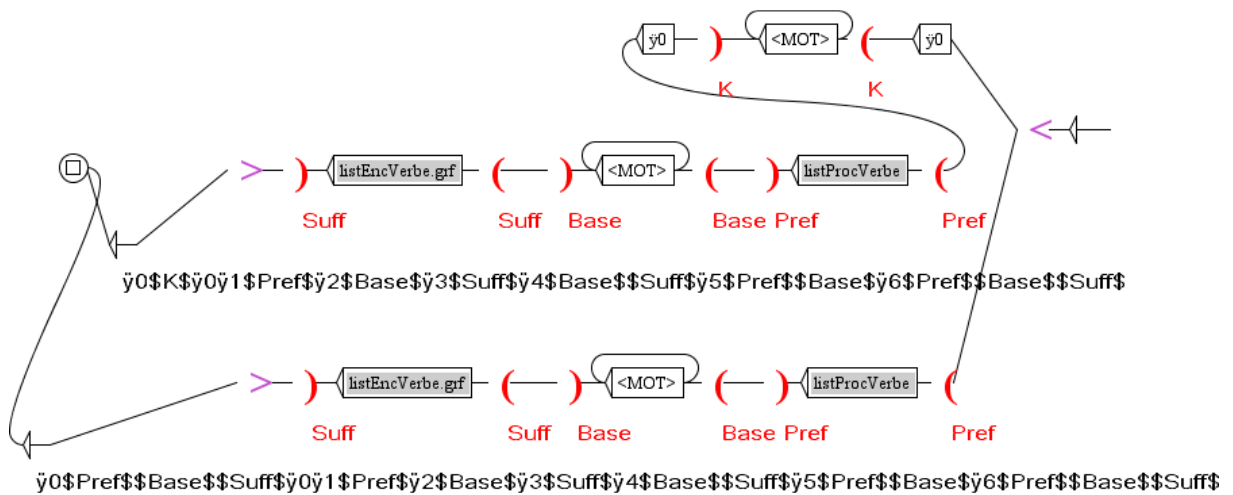 ÿ0 ) <MOT> ( ÿ0
K K
<
> ) listEncVerbe.grf ( ) <MOT> ( ) listProcVerbe (
Suff Suff Base Base Pref Pref
ÿ0$K$ÿ0ÿ1$Pref$ÿ2$Base$ÿ3$Suff$ÿ4$Base$$Suff$ÿ5$Pref$$Base$ÿ6$Pref$$Base$$Suff$
> ) listEncVerbe.grf ( ) <MOT> ( ) listProcVerbe (
Suff Suff Base Base Pref Pref
ÿ0$Pref$$Base$$Suff$ÿ0ÿ1$Pref$ÿ2$Base$ÿ3$Suff$ÿ4$Base$$Suff$ÿ5$Pref$$Base$ÿ6$Pref$$Base$$Suff$